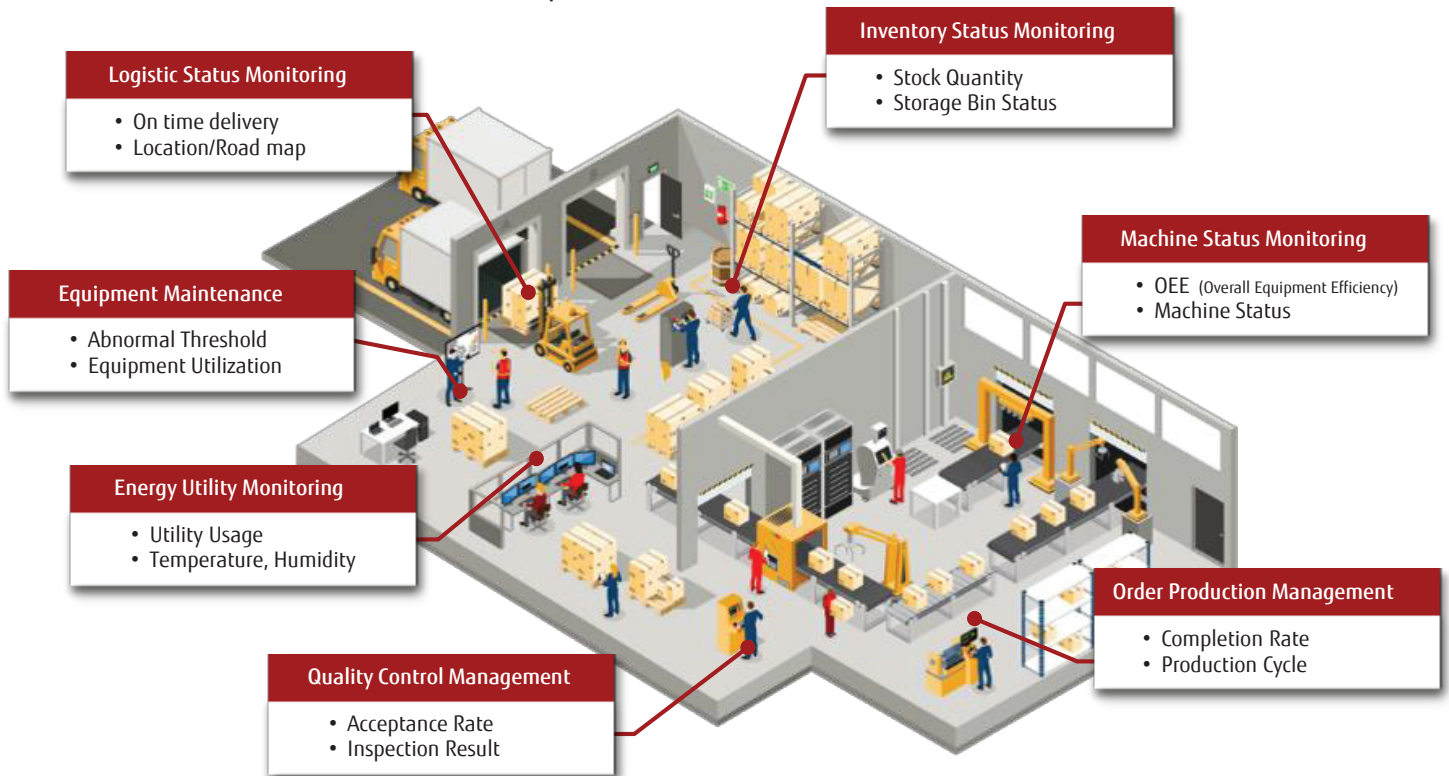 Inventory Status Monitoring
• Stock Quantity
• Storage Bin Status
Logistic Status Monitoring
• On time delivery
• Location/Road map
Machine Status Monitoring
• OEE (Overall Equipment Efficiency)
• Machine Status
Equipment Maintenance
• Abnormal Threshold
• Equipment Utilization
Energy Utility Monitoring
• Utility Usage
• Temperature, Humidity
Order Production Management
• Completion Rate
• Production Cycle
Quality Control Management
• Acceptance Rate
• Inspection Result